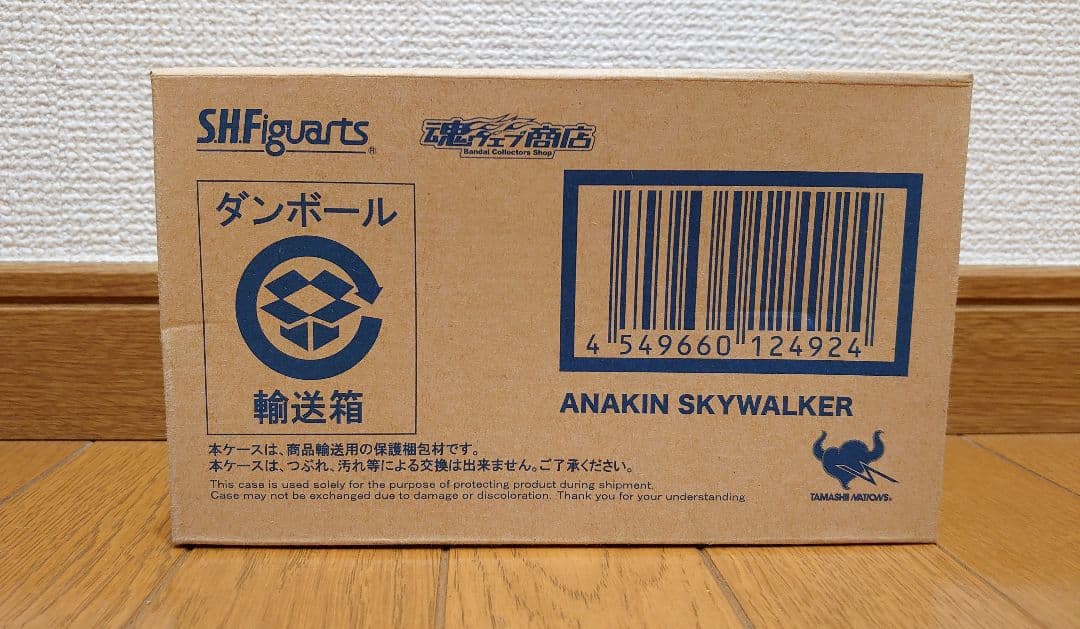 S.H.Figuarts®
魂ウェブ商店
Bandai Collectors Shop
ダンボール
輸送箱
4 549660 124924
ANAKIN SKYWALKER
本ケースは、商品輸送用の保護梱包材です。
本ケースは、つぶれ、汚れ等による交換は出来ません。ご了承ください。
This case is used solely for the purpose of protecting product during shipment.
Case may not be exchanged due to damage or discoloration. Thank you for your understanding
TAMASHII NATIONS®